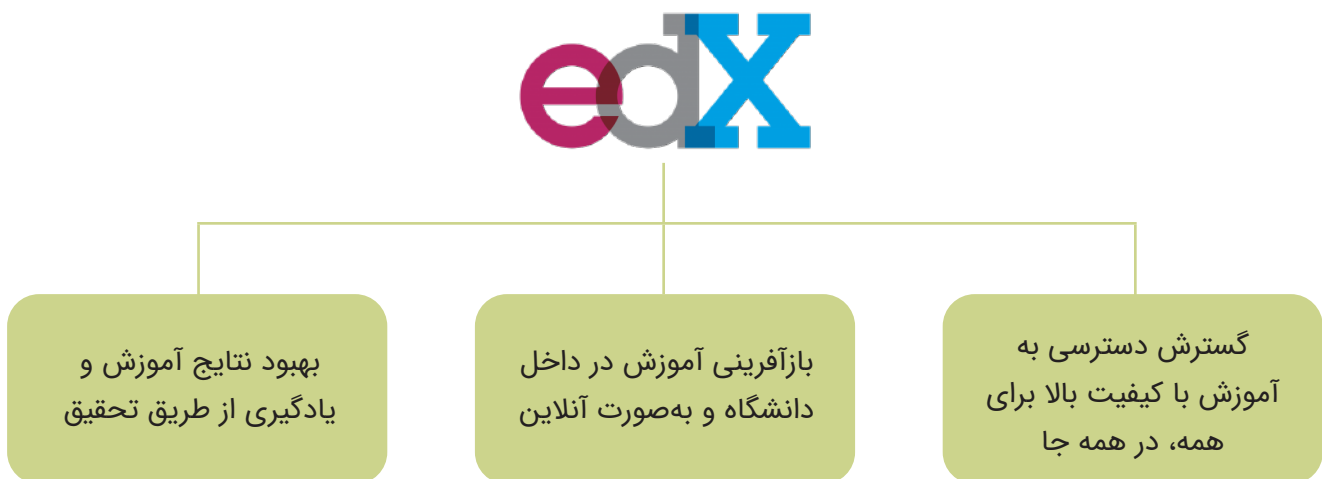 edX
گسترش دسترسی به
آموزش با کیفیت بالا برای
همه، در همه جا
بازآفرینی آموزش در داخل
دانشگاه و به‌صورت آنلاین
بهبود نتایج آموزش و
یادگیری از طریق تحقیق